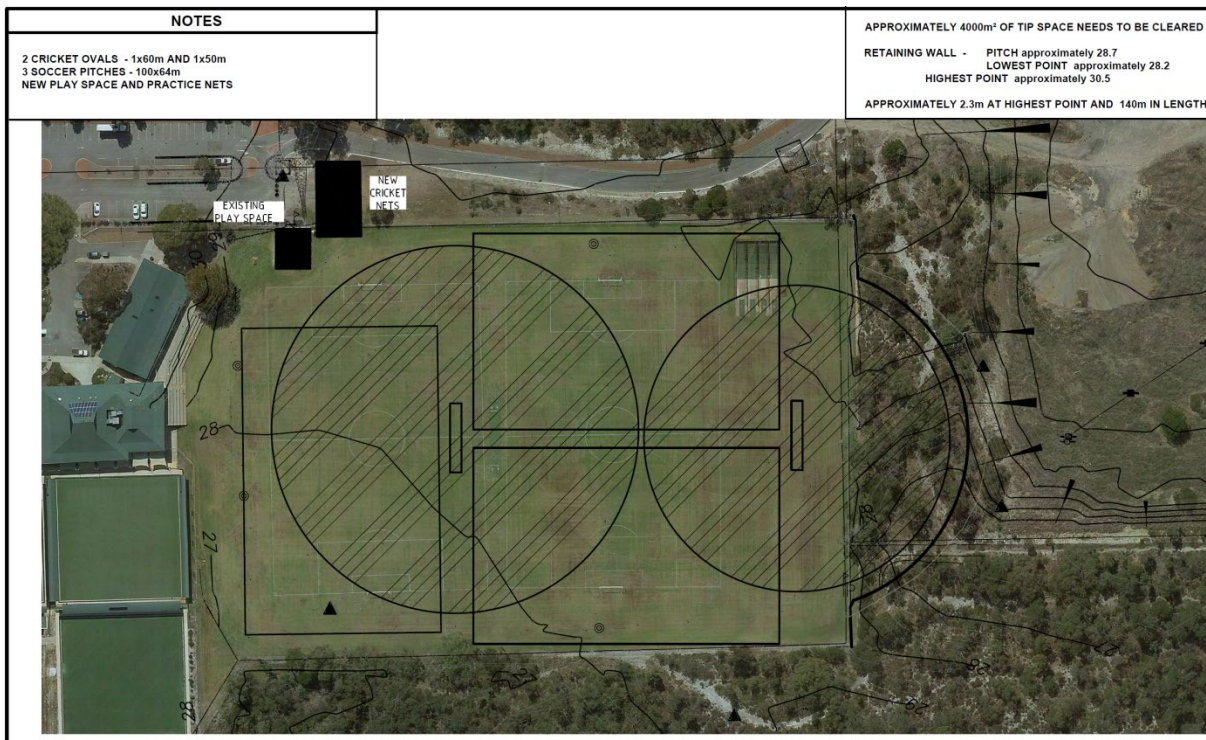 NOTES
2 CRICKET OVALS - 1x60m AND 1x50m
3 SOCCER PITCHES - 100x64m
NEW PLAY SPACE AND PRACTICE NETS
APPROXIMATELY 4000m² OF TIP SPACE NEEDS TO BE CLEARED
RETAINING WALL - PITCH approximately 28.7
LOWEST POINT approximately 28.2
HIGHEST POINT approximately 30.5
APPROXIMATELY 2.3m AT HIGHEST POINT AND 140m IN LENGTH
NEW
CRICKET
NETS
EXISTING
PLAY SPACE
28
27
28
28